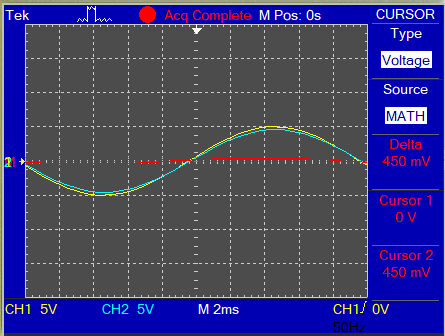 Tek Acq Complete M Pos: 0s CURSOR
Type
Voltage
Source
MATH
Delta
450 mV
Cursor 1
0 V
Cursor 2
450 mV
CH1 5V CH2 5V M 2ms CH1/ 0V
50Hz